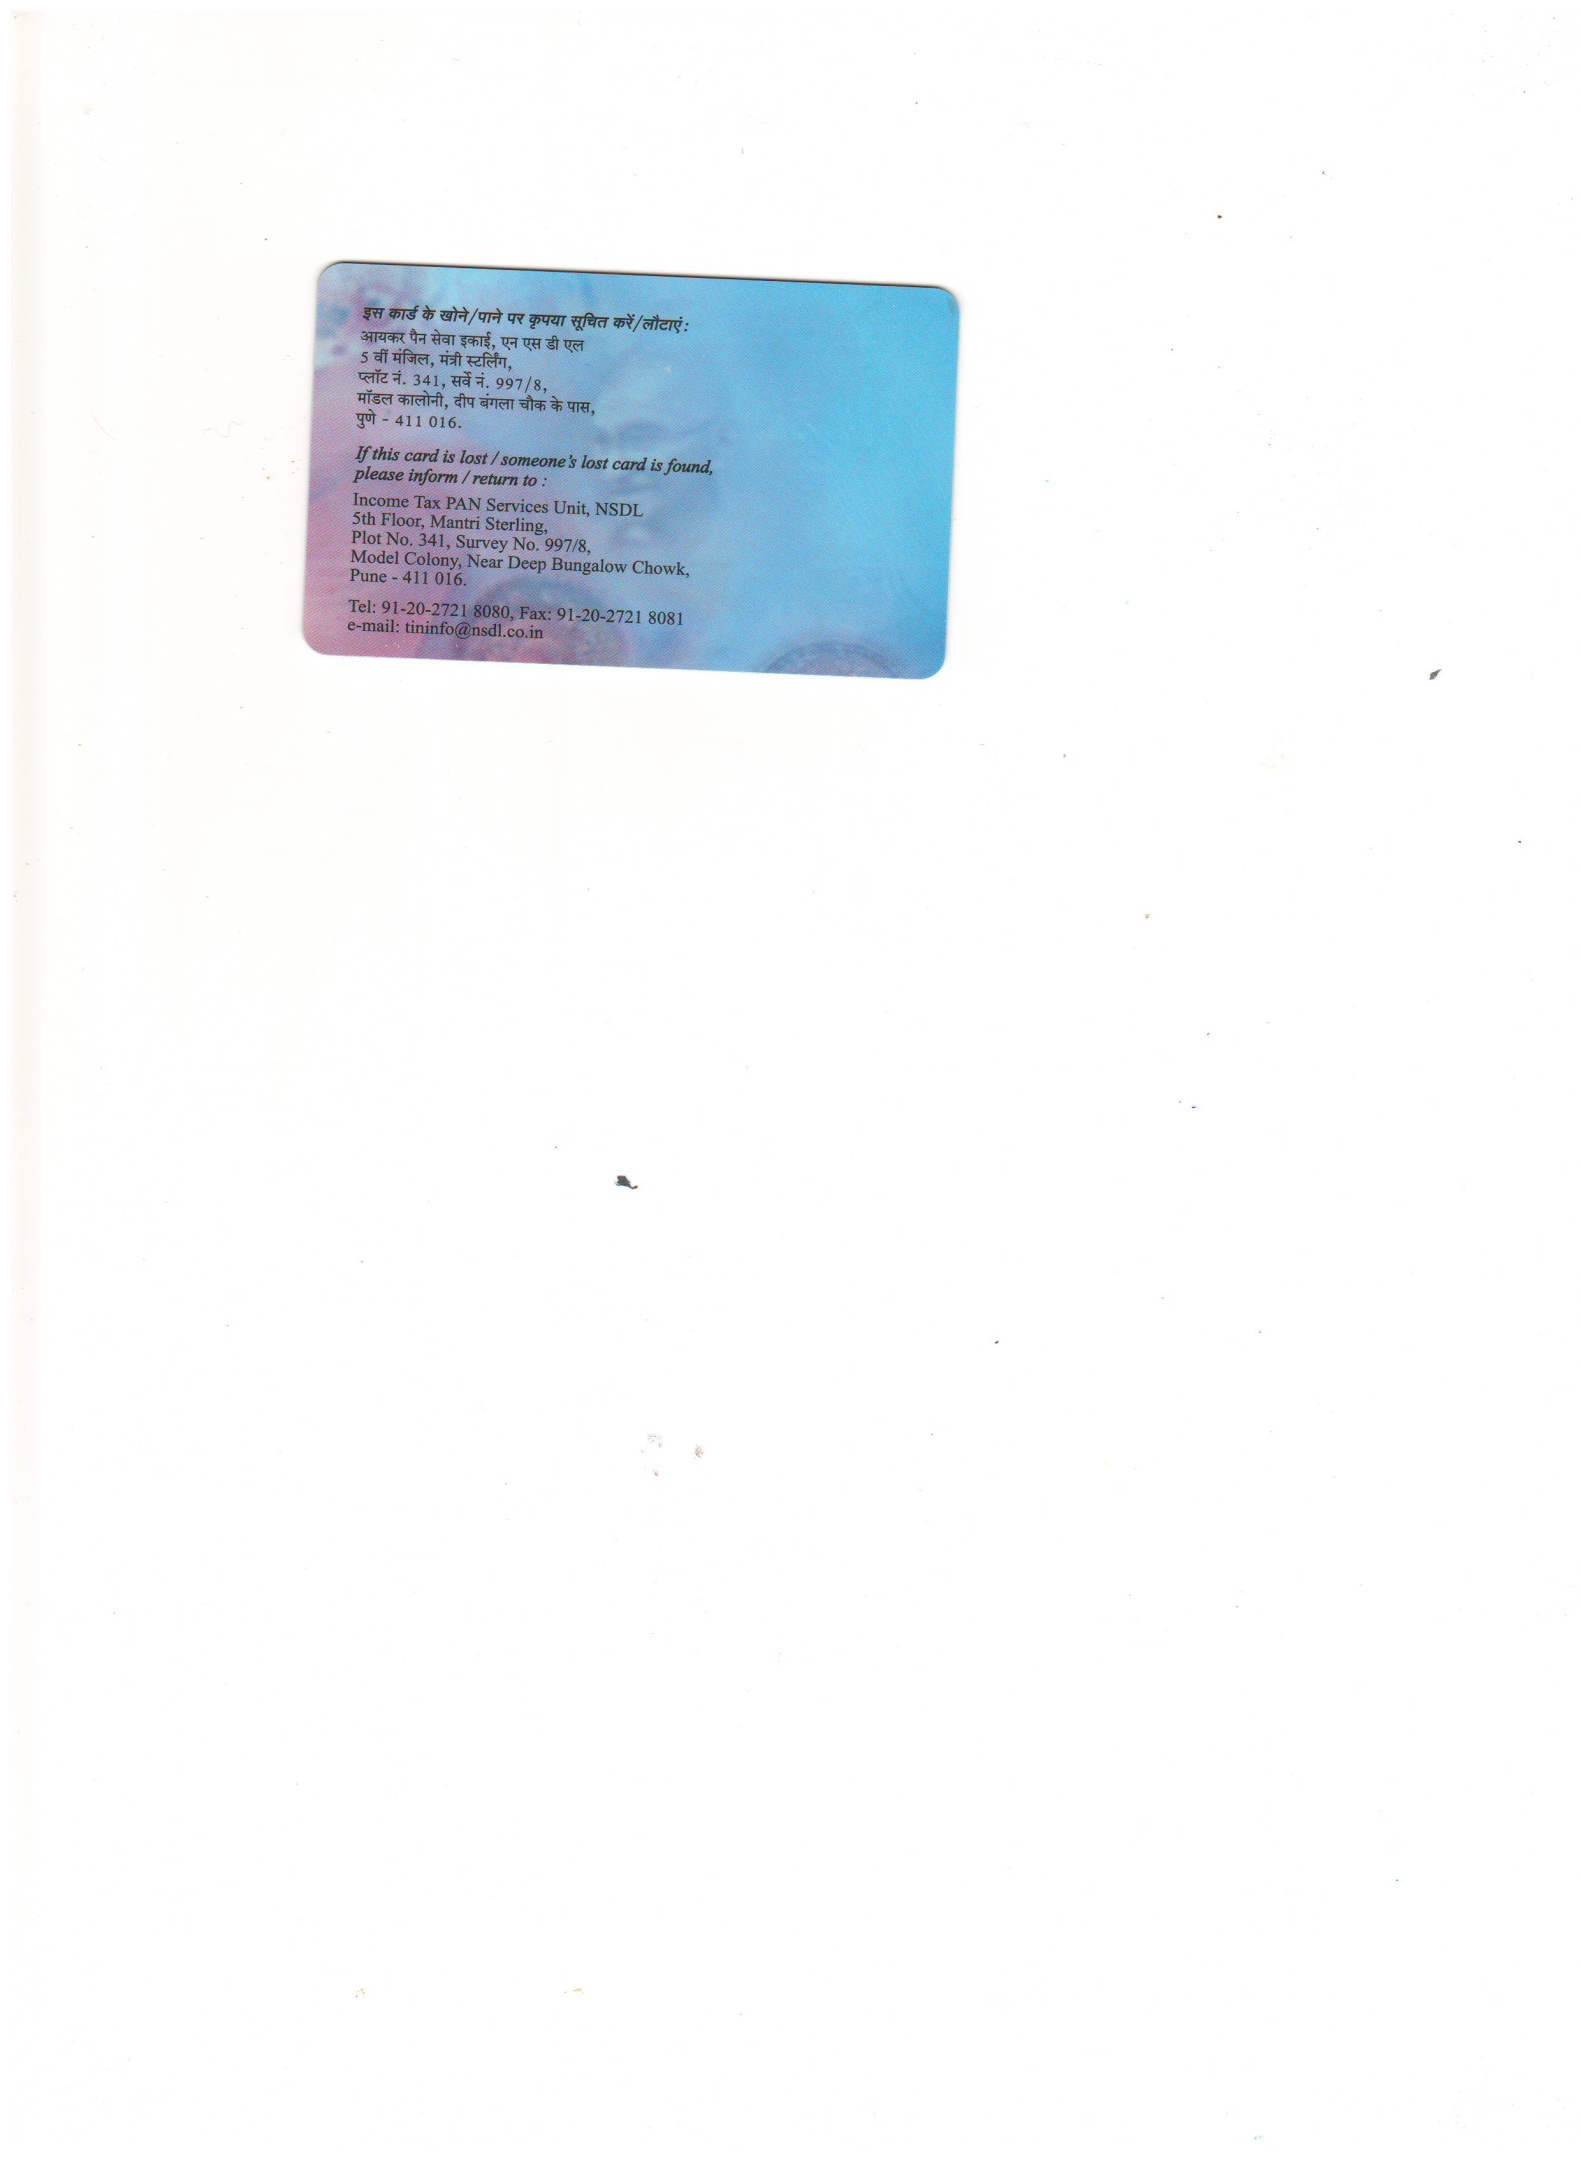 इस कार्ड के खोने/पाने पर कृपया सूचित करें/लौटाएं:
आयकर पैन सेवा इकाई, एन एस डी एल
5 वीं मंजिल, मंत्री स्टर्लिंग,
प्लॉट नं. 341, सर्वे नं. 997/8,
मॉडल कालोनी, दीप बंगला चौक के पास,
पुणे - 411 016.
If this card is lost / someone's lost card is found,
please inform / return to :
Income Tax PAN Services Unit, NSDL
5th Floor, Mantri Sterling,
Plot No. 341, Survey No. 997/8,
Model Colony, Near Deep Bungalow Chowk,
Pune - 411 016.
Tel: 91-20-2721 8080, Fax: 91-20-2721 8081
e-mail: tininfo@nsdl.co.in